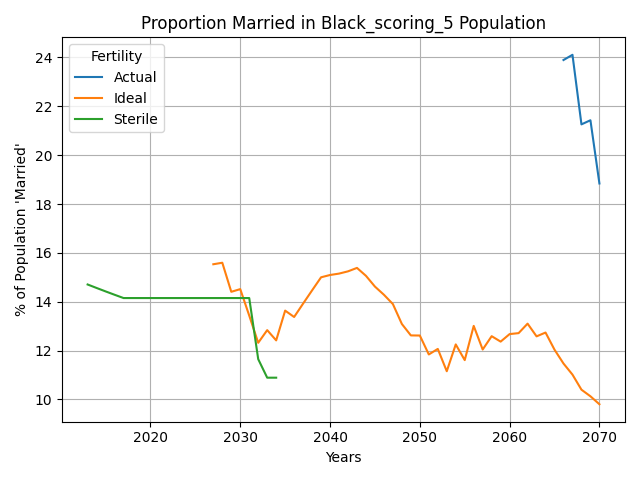 Proportion Married in Black_scoring_5 Population
% of Population 'Married'
24
22
20
18
16
14
12
10
Fertility
Actual
Ideal
Sterile
2020 2030 2040 2050 2060 2070
Years